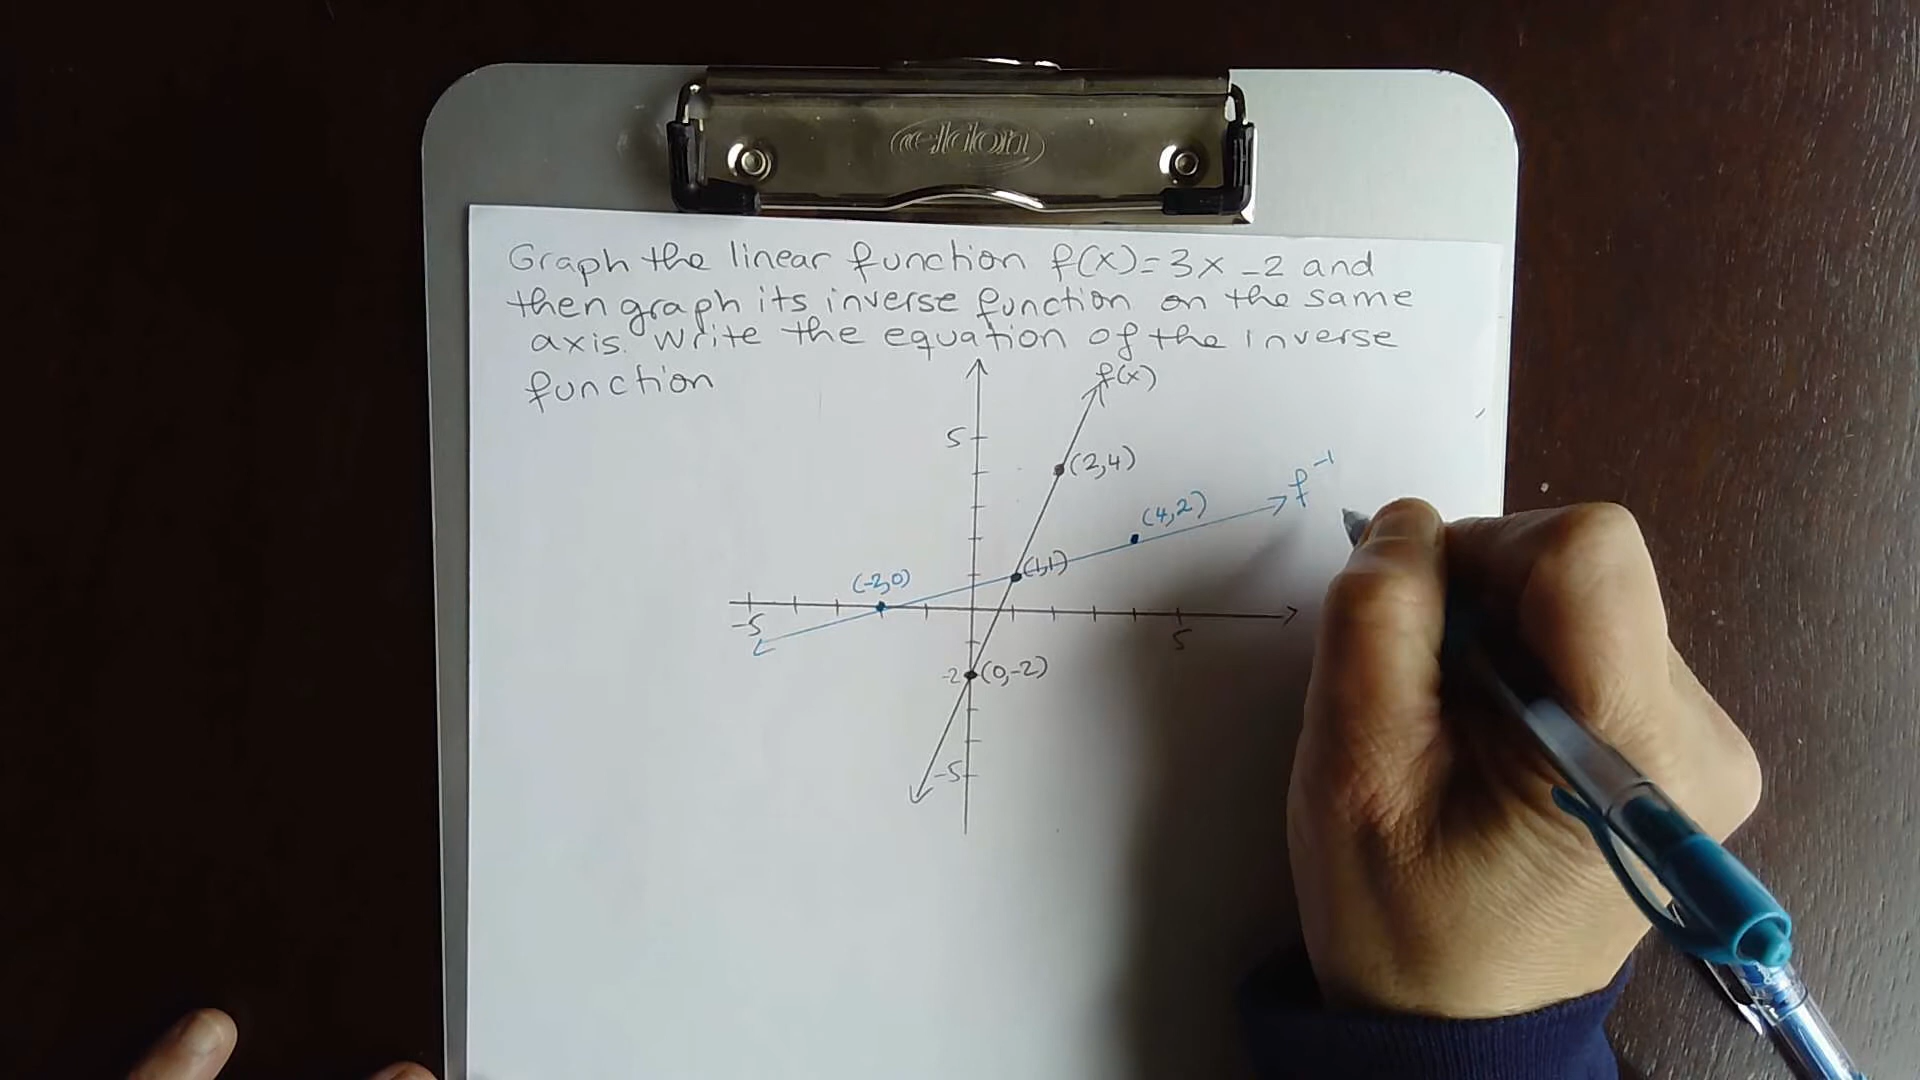 eldon
Graph the linear function f(x)=3x-2 and
then graph its inverse function on the same
axis. Write the equation of the inverse
function
f(x)
5
(2,4)
f⁻¹
(4,2)
(1,1)
(-2,0)
-5
5
-2
(0,-2)
-5